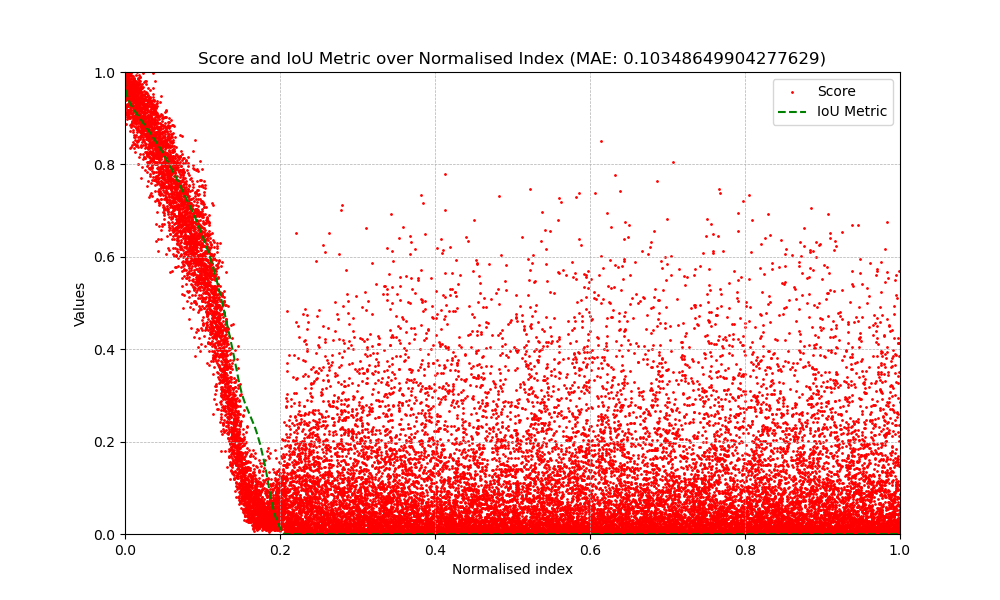 Score and IoU Metric over Normalised Index (MAE: 0.10348649904277629)
1.0
0.8
0.6
0.4
0.2
0.0
Values
Score
IoU Metric
0.0 0.2 0.4 0.6 0.8 1.0
Normalised index